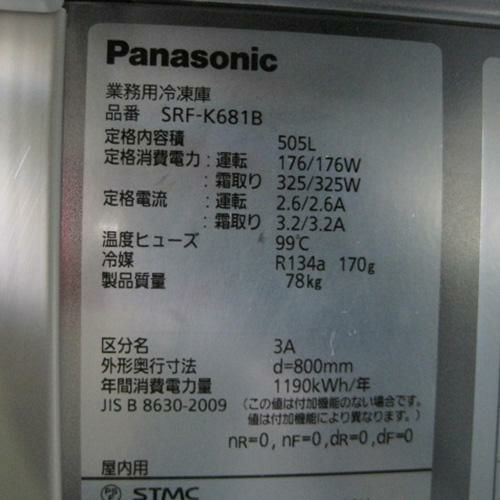 Panasonic
業務用冷凍庫
品番 SRF-K681B
定格内容積 505L
定格消費電力：運転 176/176W
：霜取り 325/325W
定格電流 ：運転 2.6/2.6A
：霜取り 3.2/3.2A
温度ヒューズ 99℃
冷媒 R134a 170g
製品質量 78kg
区分名 3A
外形奥行寸法 d=800mm
年間消費電力量 1190kWh/年
JIS B 8630-2009 （この値は付加機能のない場合です。
値は付加機能により異なります。）
nR=0, nF=0,dR=0,dF=0
屋内用
STMC